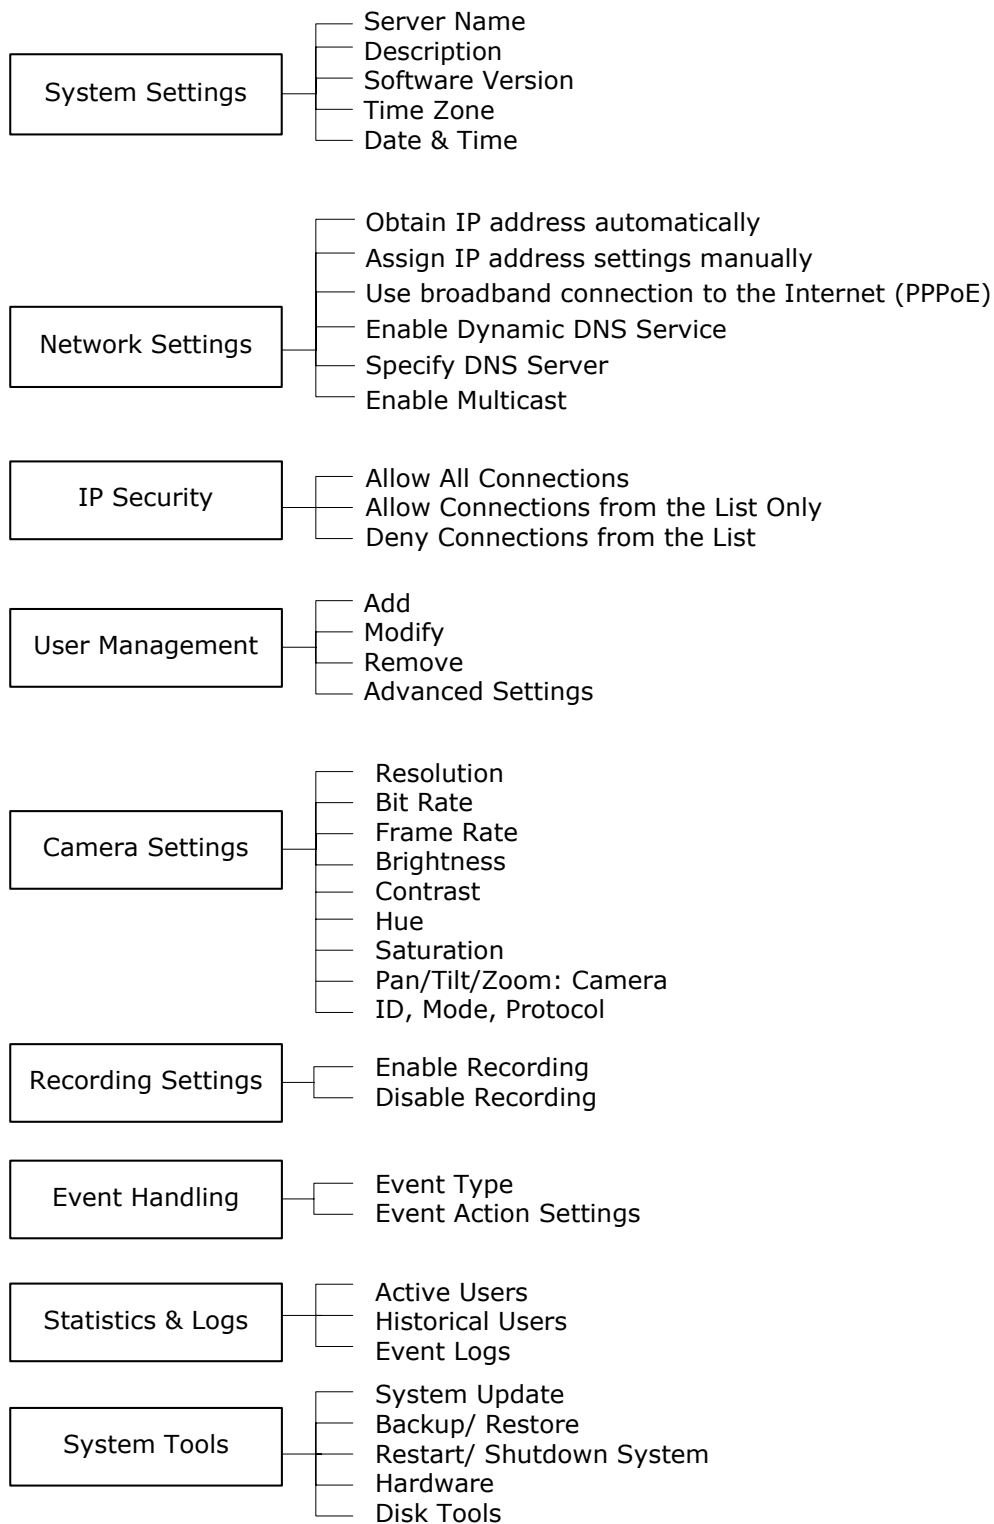 System Settings
Server Name
Description
Software Version
Time Zone
Date & Time
Network Settings
Obtain IP address automatically
Assign IP address settings manually
Use broadband connection to the Internet (PPPoE)
Enable Dynamic DNS Service
Specify DNS Server
Enable Multicast
IP Security
Allow All Connections
Allow Connections from the List Only
Deny Connections from the List
User Management
Add
Modify
Remove
Advanced Settings
Camera Settings
Resolution
Bit Rate
Frame Rate
Brightness
Contrast
Hue
Saturation
Pan/Tilt/Zoom: Camera
ID, Mode, Protocol
Recording Settings
Enable Recording
Disable Recording
Event Handling
Event Type
Event Action Settings
Statistics & Logs
Active Users
Historical Users
Event Logs
System Tools
System Update
Backup/ Restore
Restart/ Shutdown System
Hardware
Disk Tools